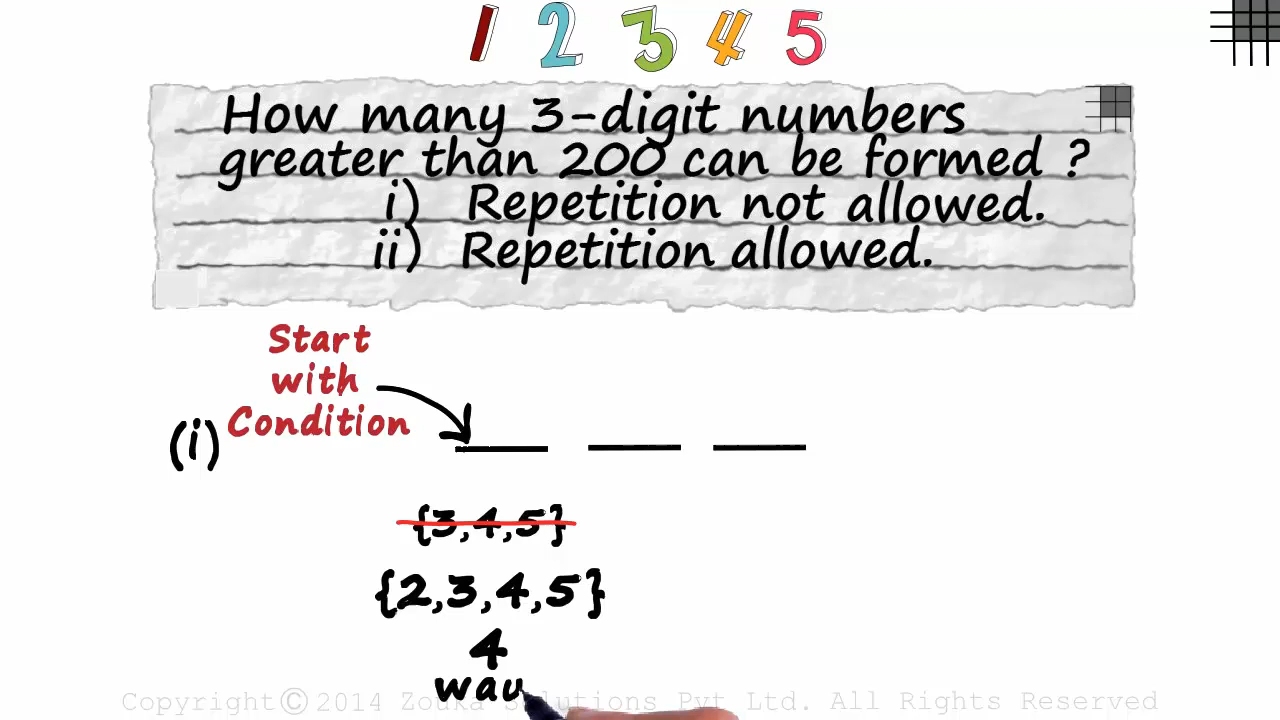 1 2 3 4 5
How many 3-digit numbers
greater than 200 can be formed ?
i) Repetition not allowed.
ii) Repetition allowed.
Start
with
Condition
(i)
{3,4,5}
{2,3,4,5}
4
wau
Copyright©2014 Solutions Pvt Ltd. All Rights Reserved